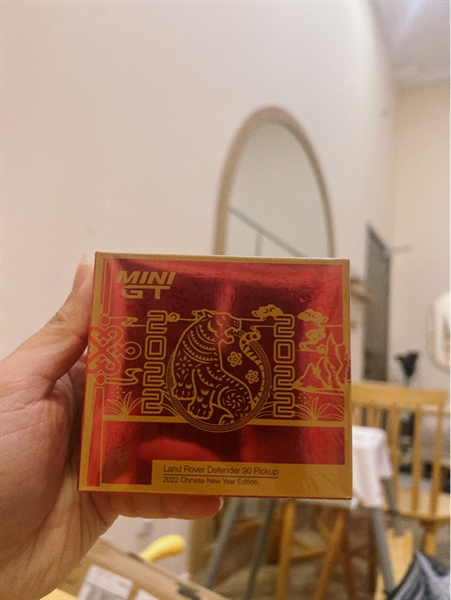 MINI
GT
2022
2022
Land Rover Defender 90 Pickup
2022 Chinese New Year Edition